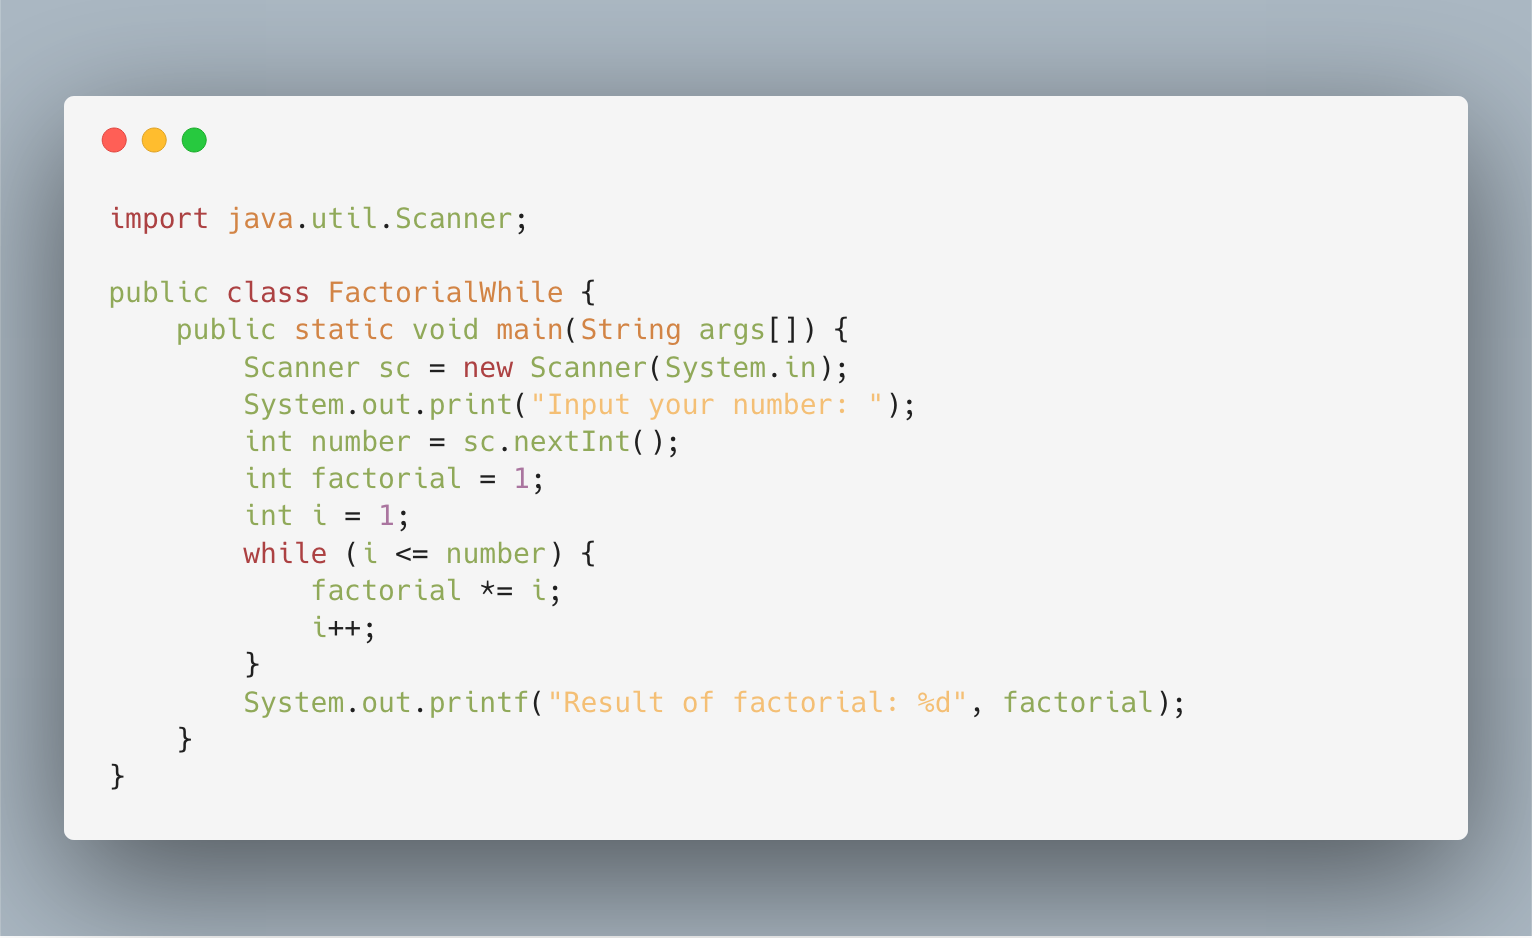 import java.util.Scanner;

public class FactorialWhile {
    public static void main(String args[]) {
        Scanner sc = new Scanner(System.in);
        System.out.print("Input your number: ");
        int number = sc.nextInt();
        int factorial = 1;
        int i = 1;
        while (i <= number) {
            factorial *= i;
            i++;
        }
        System.out.printf("Result of factorial: %d", factorial);
    }
}